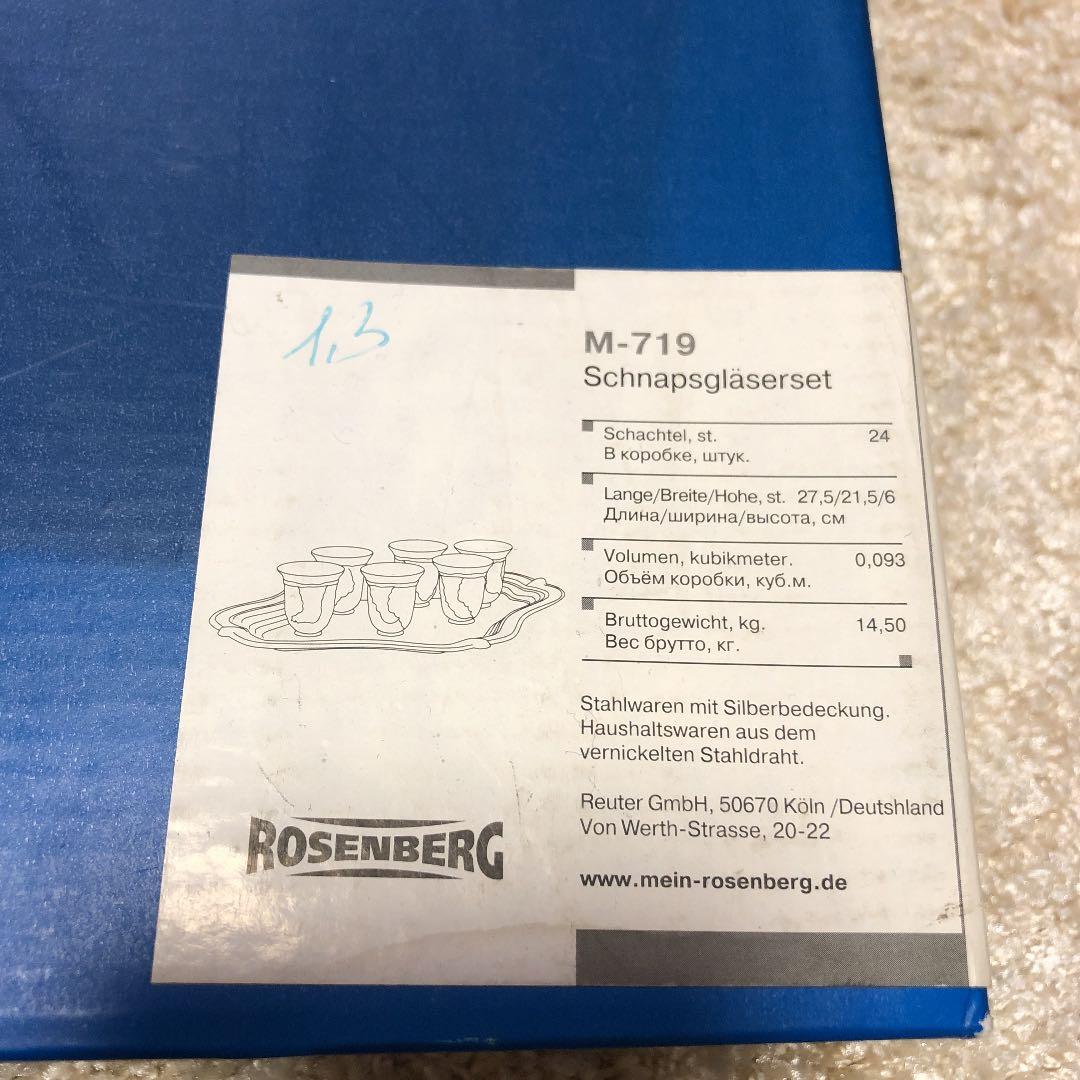 1,3
M-719
Schnapsgläserset
Schachtel, st. 24
В коробке, штук.
Lange/Breite/Hohe, st. 27,5/21,5/6
Длина/ширина/высота, см
Volumen, kubikmeter. 0,093
Объём коробки, куб.м.
Bruttogewicht, kg. 14,50
Вес брутто, кг.
Stahlwaren mit Silberbedeckung.
Haushaltswaren aus dem
vernickelten Stahldraht.
Reuter GmbH, 50670 Köln /Deutshland
Von Werth-Strasse, 20-22
www.mein-rosenberg.de
ROSENBERG